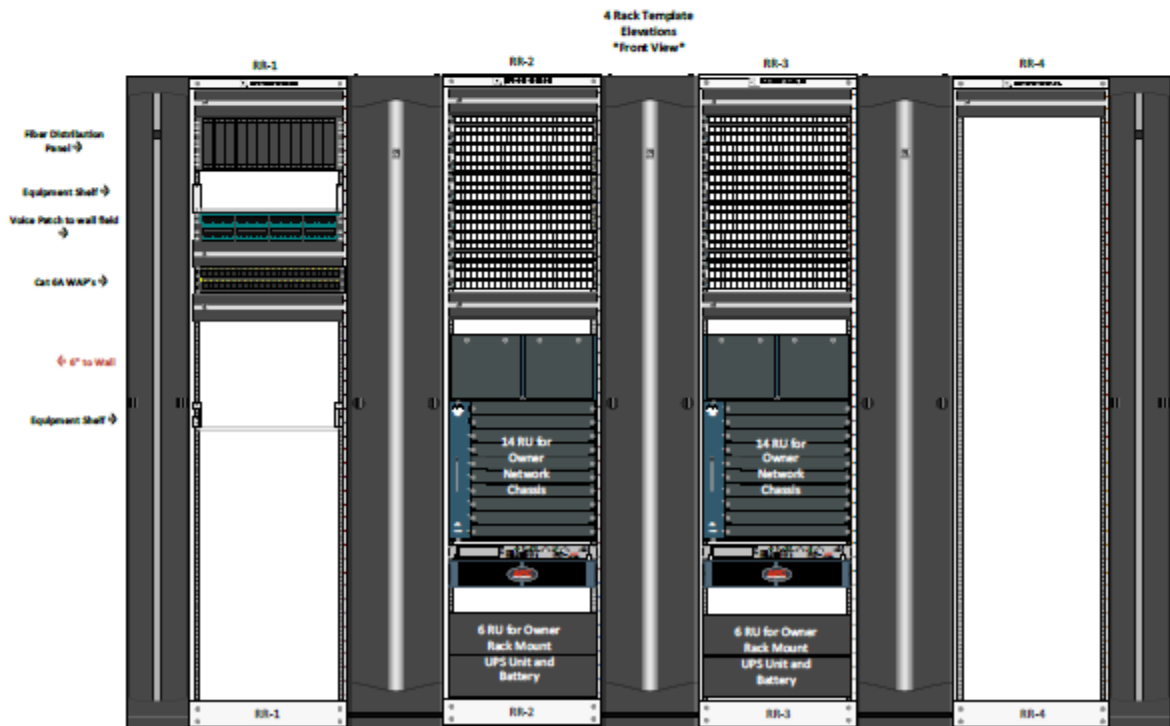 4 Rack Template
Elevations
*Front View*
RR-1
RR-2
RR-3
RR-4
Fiber Distribution
Panel →
Equipment Shelf →
Voice Patch to wall field
→
Cat 6A WAP's →
← 6" to Wall
Equipment Shelf →
14 RU for
Owner
Network
Chassis
14 RU for
Owner
Network
Chassis
6 RU for Owner
Rack Mount
UPS Unit and
Battery
6 RU for Owner
Rack Mount
UPS Unit and
Battery
RR-1
RR-2
RR-3
RR-4